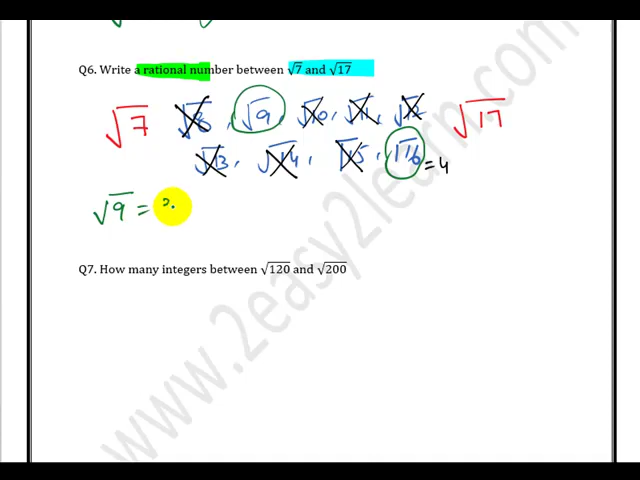 Q6. Write a rational number between √7 and √17
√7 √8, √9, √10, √11, √12 √17
√13, √14, √15, √16 = 4
√9 =
Q7. How many integers between √120 and √200
www.2easy2learn.com